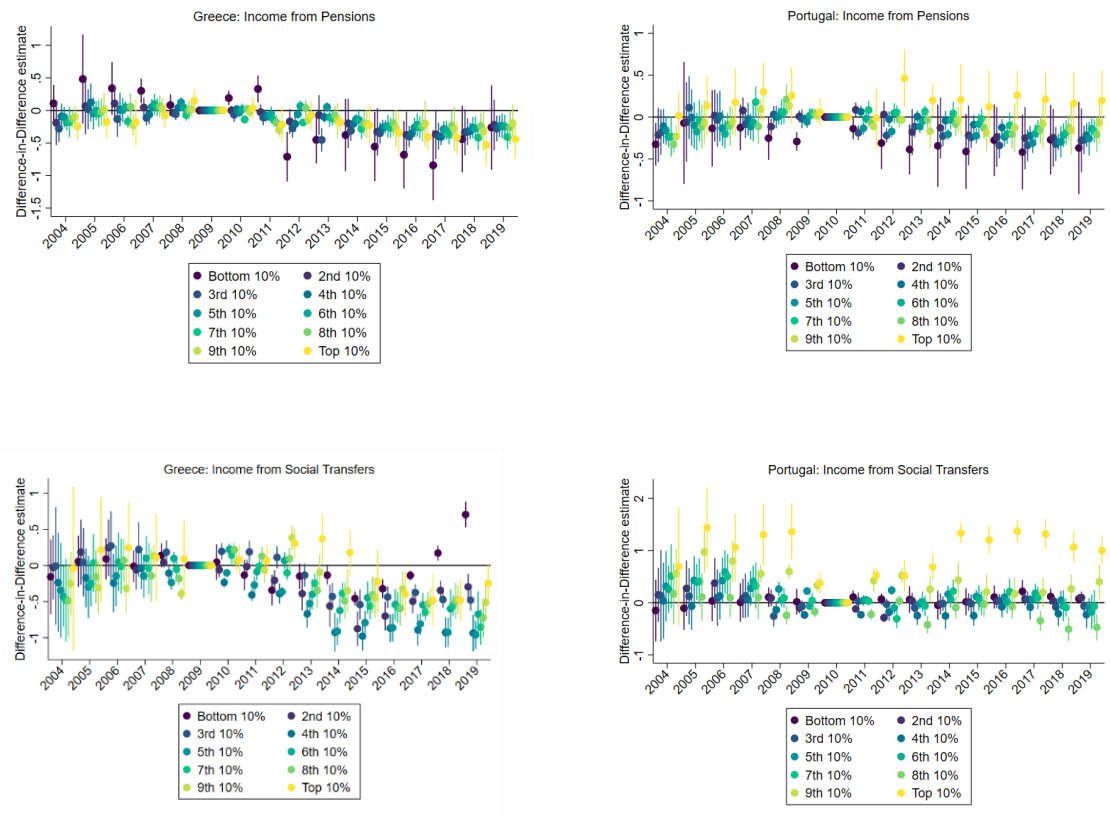 Greece: Income from Pensions
Difference-in-Difference estimate
1
.5
0
-.5
-1
-1.5
2004 2005 2006 2007 2008 2009 2010 2011 2012 2013 2014 2015 2016 2017 2018 2019
Bottom 10% 2nd 10%
3rd 10% 4th 10%
5th 10% 6th 10%
7th 10% 8th 10%
9th 10% Top 10%
Portugal: Income from Pensions
Difference-in-Difference estimate
1
.5
0
-.5
-1
2004 2005 2006 2007 2008 2009 2010 2011 2012 2013 2014 2015 2016 2017 2018 2019
Bottom 10% 2nd 10%
3rd 10% 4th 10%
5th 10% 6th 10%
7th 10% 8th 10%
9th 10% Top 10%
Greece: Income from Social Transfers
Difference-in-Difference estimate
1
.5
0
-.5
-1
2004 2005 2006 2007 2008 2009 2010 2011 2012 2013 2014 2015 2016 2017 2018 2019
Bottom 10% 2nd 10%
3rd 10% 4th 10%
5th 10% 6th 10%
7th 10% 8th 10%
9th 10% Top 10%
Portugal: Income from Social Transfers
Difference-in-Difference estimate
2
1
0
-1
2004 2005 2006 2007 2008 2009 2010 2011 2012 2013 2014 2015 2016 2017 2018 2019
Bottom 10% 2nd 10%
3rd 10% 4th 10%
5th 10% 6th 10%
7th 10% 8th 10%
9th 10% Top 10%